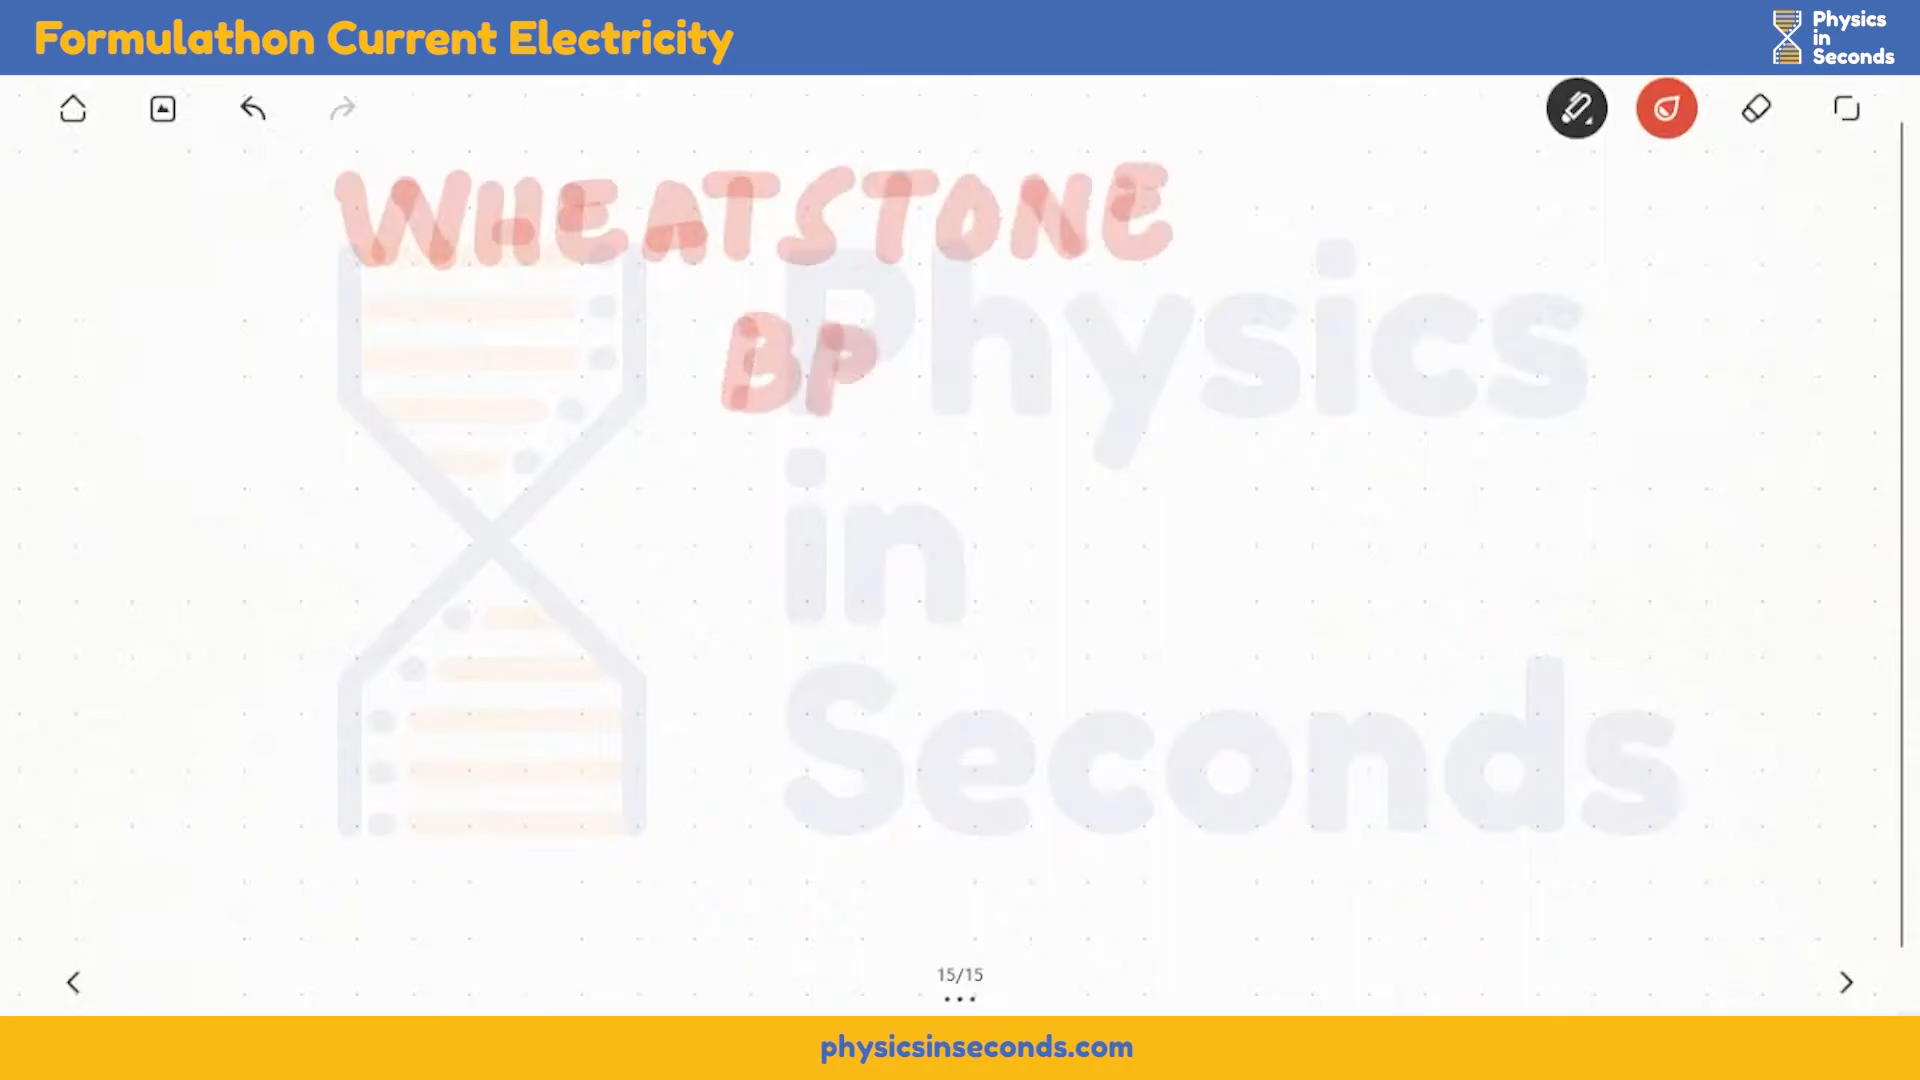 Formulathon Current Electricity
Physics
in
Seconds
WHEATSTONE
BP
Physics
in
Seconds
15/15
physicsinseconds.com